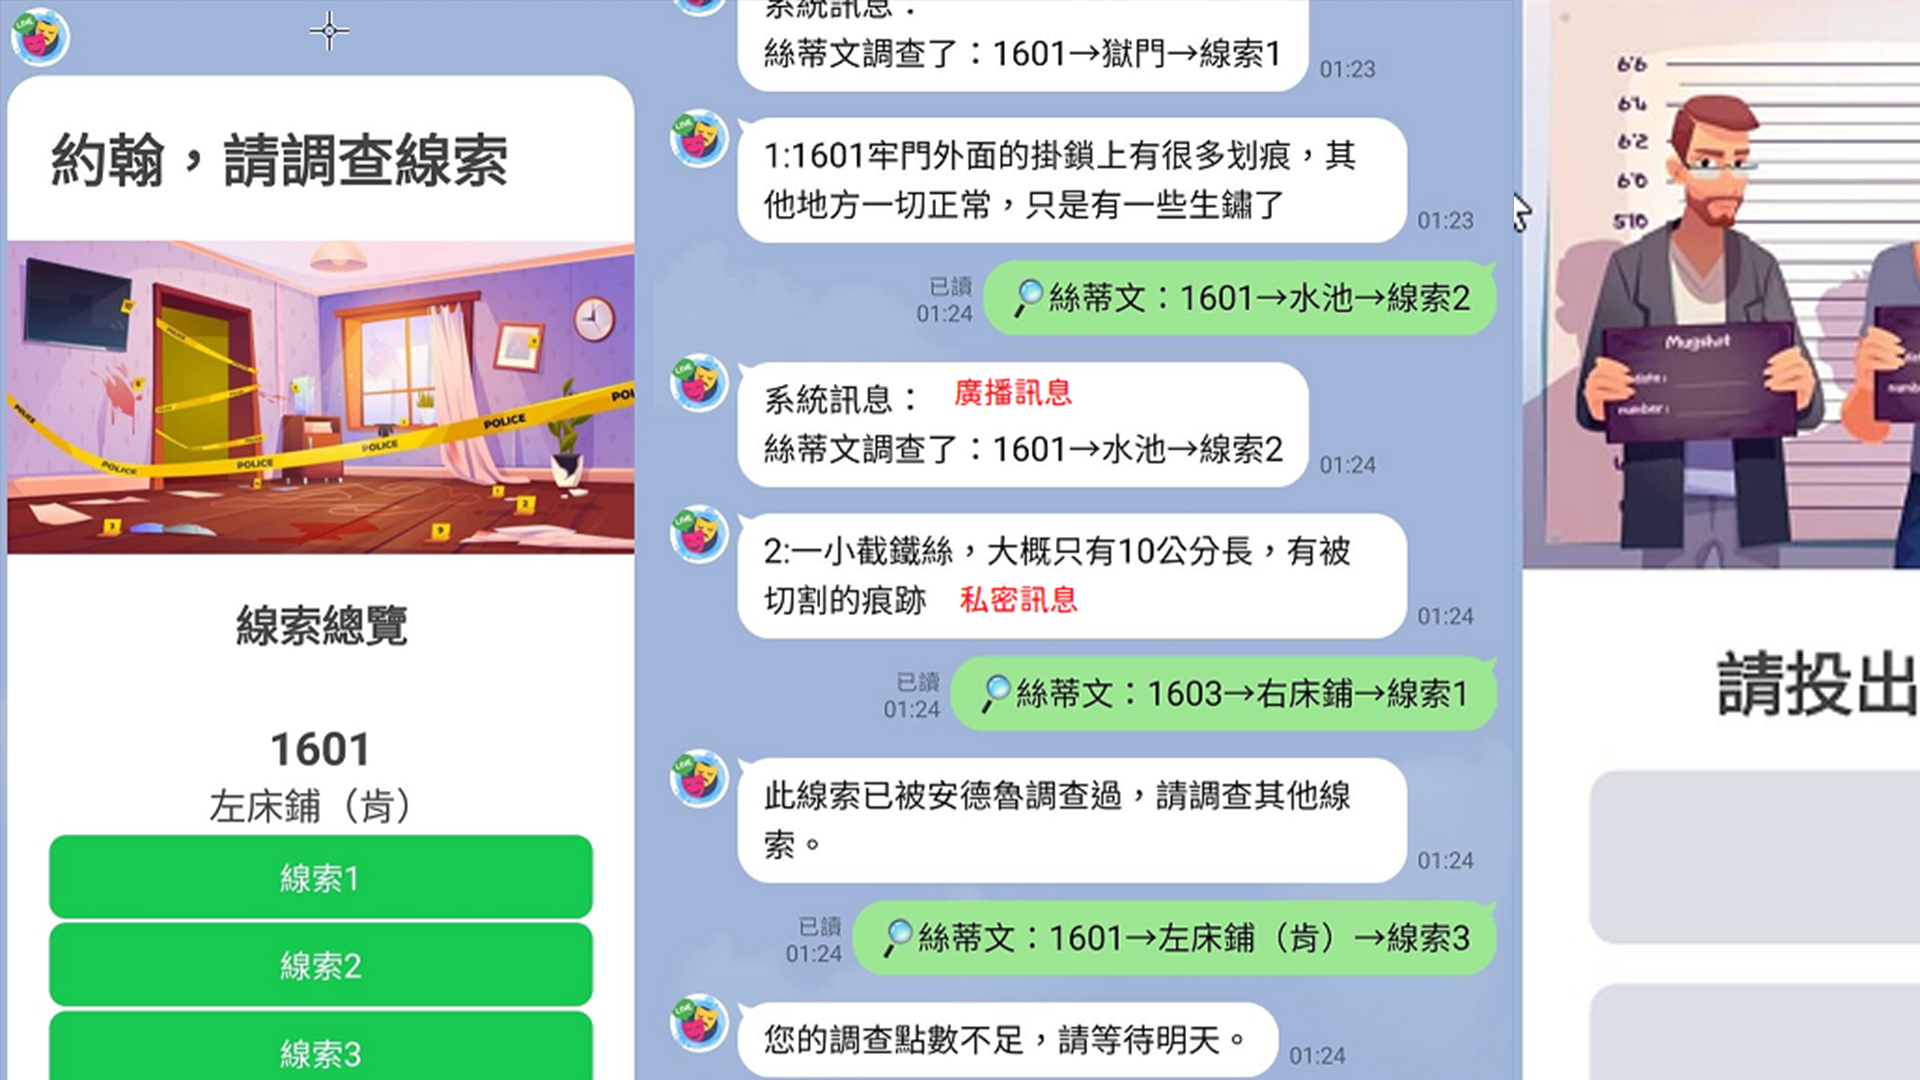 約翰，請調查線索
POLICE
POLICE
POLICE
POLICE
線索總覽
1601
左床鋪（肯）
線索1
線索2
線索3
系統訊息：
絲蒂文調查了：1601→獄門→線索1
01:23
1:1601牢門外面的掛鎖上有很多划痕，其
他地方一切正常，只是有一些生鏽了
01:23
已讀
01:24
絲蒂文：1601→水池→線索2
系統訊息： 廣播訊息
絲蒂文調查了：1601→水池→線索2
01:24
2:一小截鐵絲，大概只有10公分長，有被
切割的痕跡 私密訊息
01:24
已讀
01:24
絲蒂文：1603→右床鋪→線索1
此線索已被安德魯調查過，請調查其他線
索。
01:24
已讀
01:24
絲蒂文：1601→左床鋪（肯）→線索3
您的調查點數不足，請等待明天。
01:24
6'6
6'4
6'2
6'0
5'10
Mugshot
date:
number:
請投出